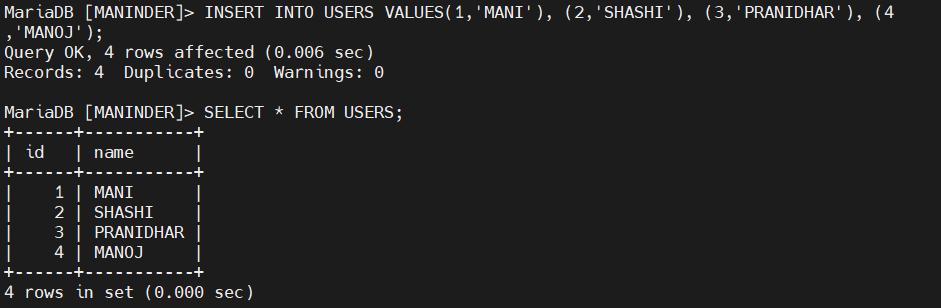 MariaDB [MANINDER]> INSERT INTO USERS VALUES(1,'MANI'), (2,'SHASHI'), (3,'PRANIDHAR'), (4
,'MANOJ');
Query OK, 4 rows affected (0.006 sec)
Records: 4  Duplicates: 0  Warnings: 0

MariaDB [MANINDER]> SELECT * FROM USERS;
+------+-----------+
| id   | name      |
+------+-----------+
|    1 | MANI      |
|    2 | SHASHI    |
|    3 | PRANIDHAR |
|    4 | MANOJ     |
+------+-----------+
4 rows in set (0.000 sec)